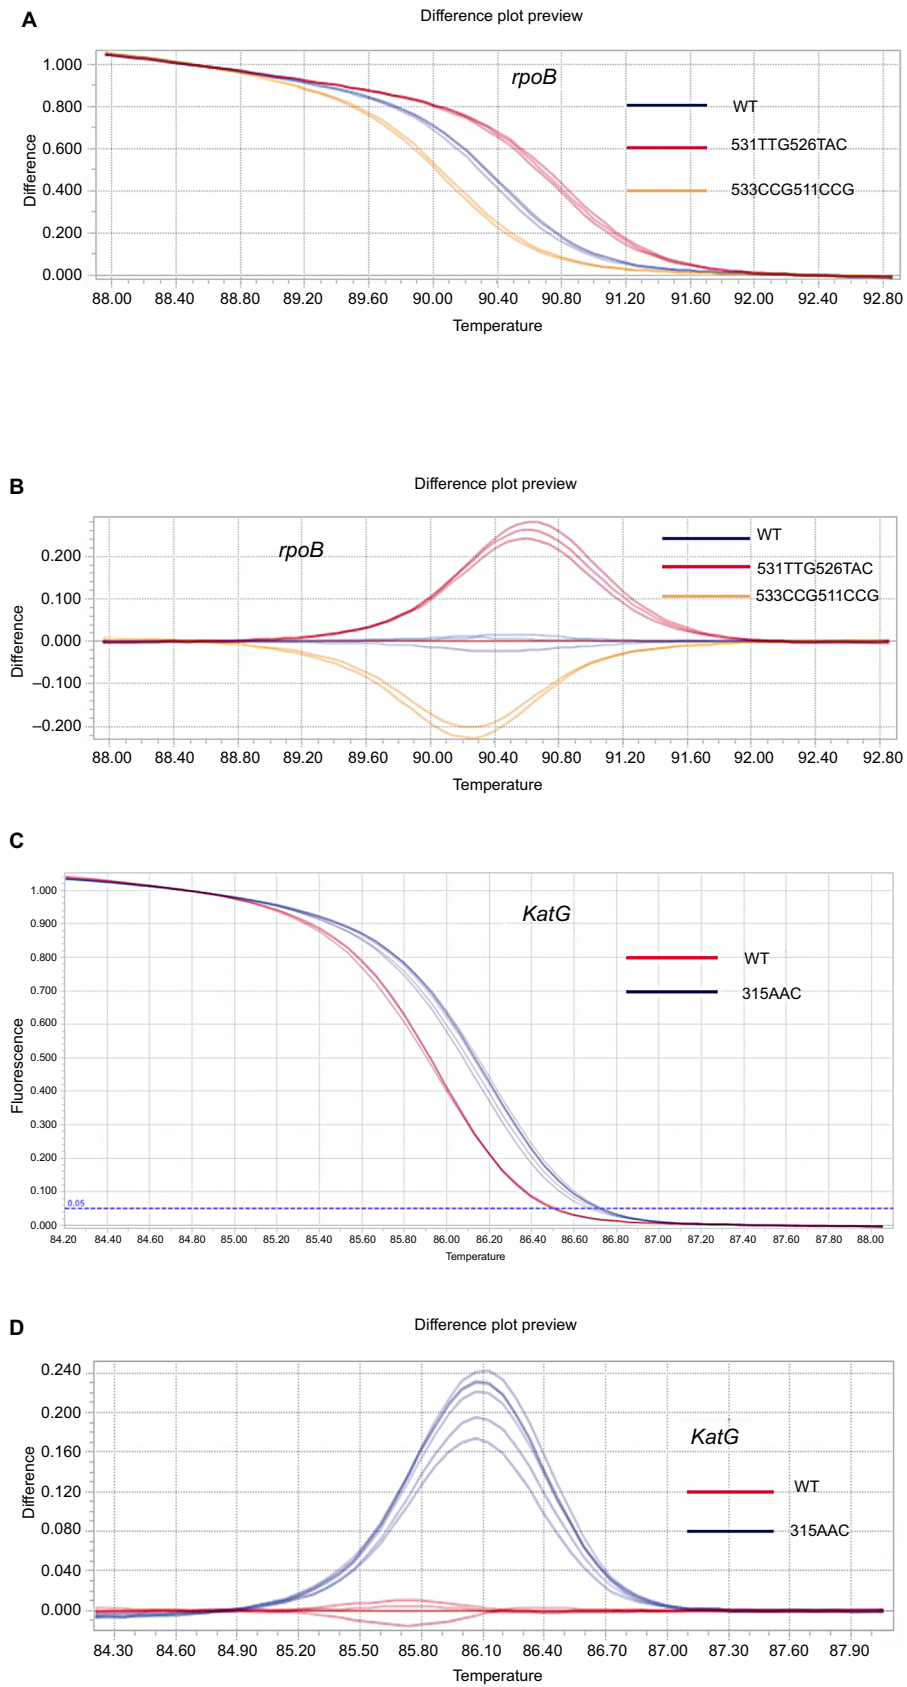 A
Difference plot preview
rpoB
WT
531TTG526TAC
533CCG511CCG
Difference
1.000
0.800
0.600
0.400
0.200
0.000
88.00 88.40 88.80 89.20 89.60 90.00 90.40 90.80 91.20 91.60 92.00 92.40 92.80
Temperature
B
Difference plot preview
rpoB
WT
531TTG526TAC
533CCG511CCG
Difference
0.200
0.100
0.000
–0.100
–0.200
88.00 88.40 88.80 89.20 89.60 90.00 90.40 90.80 91.20 91.60 92.00 92.40 92.80
Temperature
C
KatG
WT
315AAC
Fluorescence
1.000
0.900
0.800
0.700
0.600
0.500
0.400
0.300
0.200
0.100
0.05
0.000
84.20 84.40 84.60 84.80 85.00 85.20 85.40 85.60 85.80 86.00 86.20 86.40 86.60 86.80 87.00 87.20 87.40 87.60 87.80 88.00
Temperature
D
Difference plot preview
KatG
WT
315AAC
Difference
0.240
0.200
0.160
0.120
0.080
0.040
0.000
84.30 84.60 84.90 85.20 85.50 85.80 86.10 86.40 86.70 87.00 87.30 87.60 87.90
Temperature